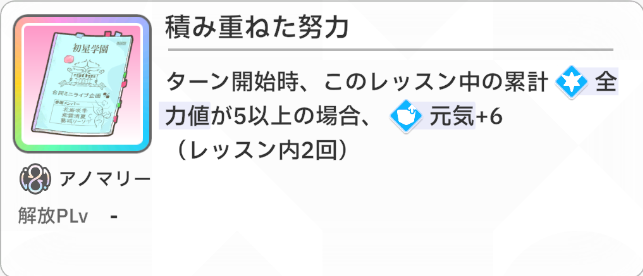 積み重ねた努力
ターン開始時、このレッスン中の累計 全
力値が5以上の場合、 元気+6
（レッスン内2回）
初星学園
アノマリー
解放PLv -